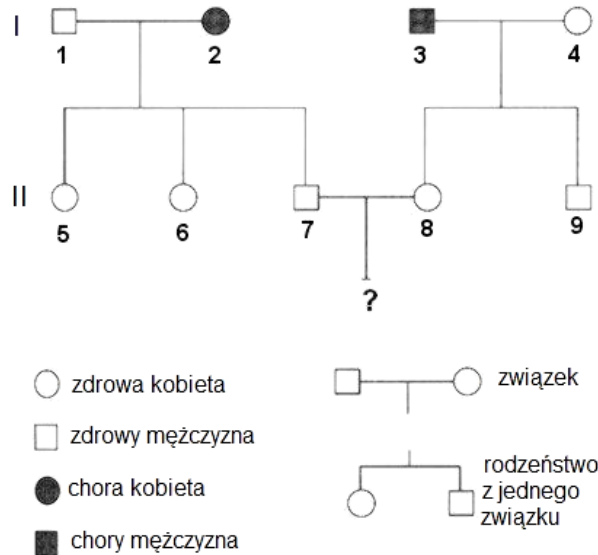 I
1
2
3
4
II
5
6
7
8
9
?
zdrowa kobieta
zdrowy mężczyzna
chora kobieta
chory mężczyzna
związek
rodzeństwo
z jednego
związku